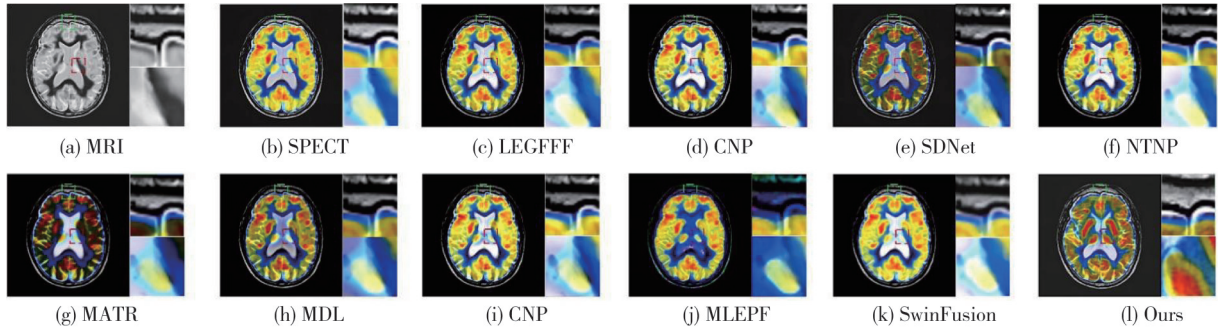 (a) MRI (b) SPECT (c) LEGFFF (d) CNP (e) SDNet (f) NTNP
(g) MATR (h) MDL (i) CNP (j) MLEPF (k) SwinFusion (l) Ours